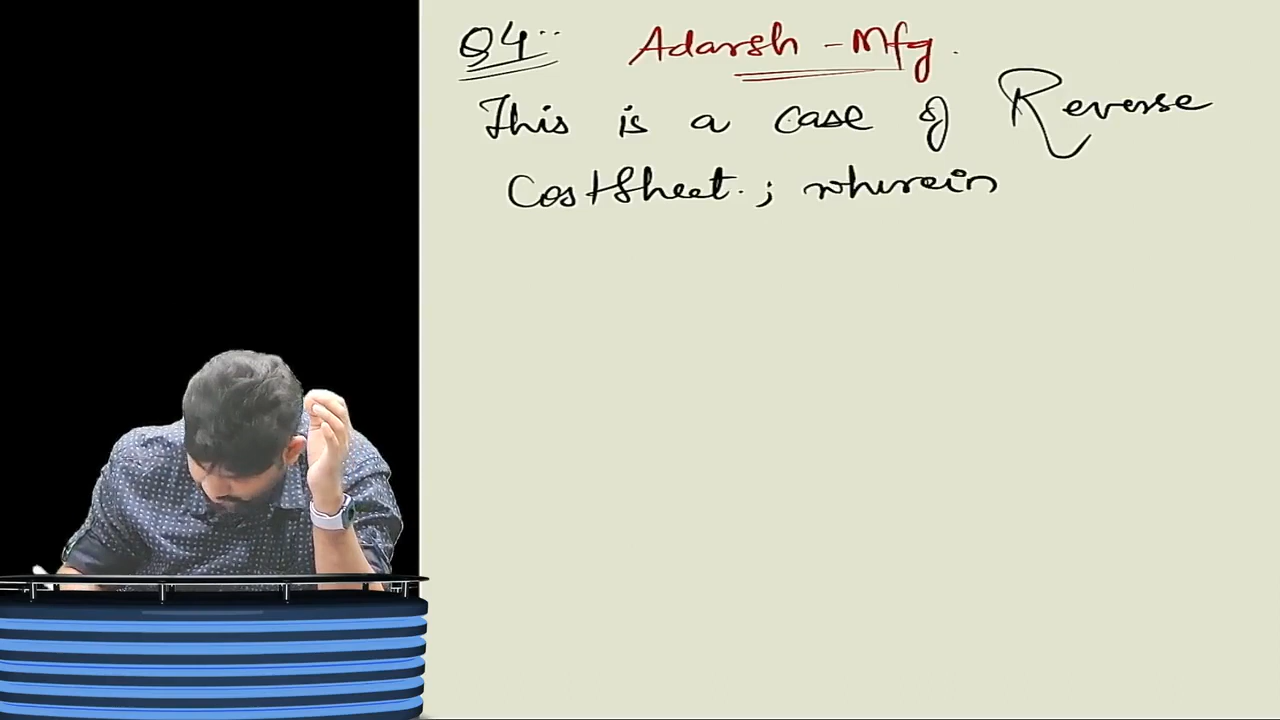 Q4:- Adarsh - Mfg.
This is a case of Reverse
CostSheet. ; wherein